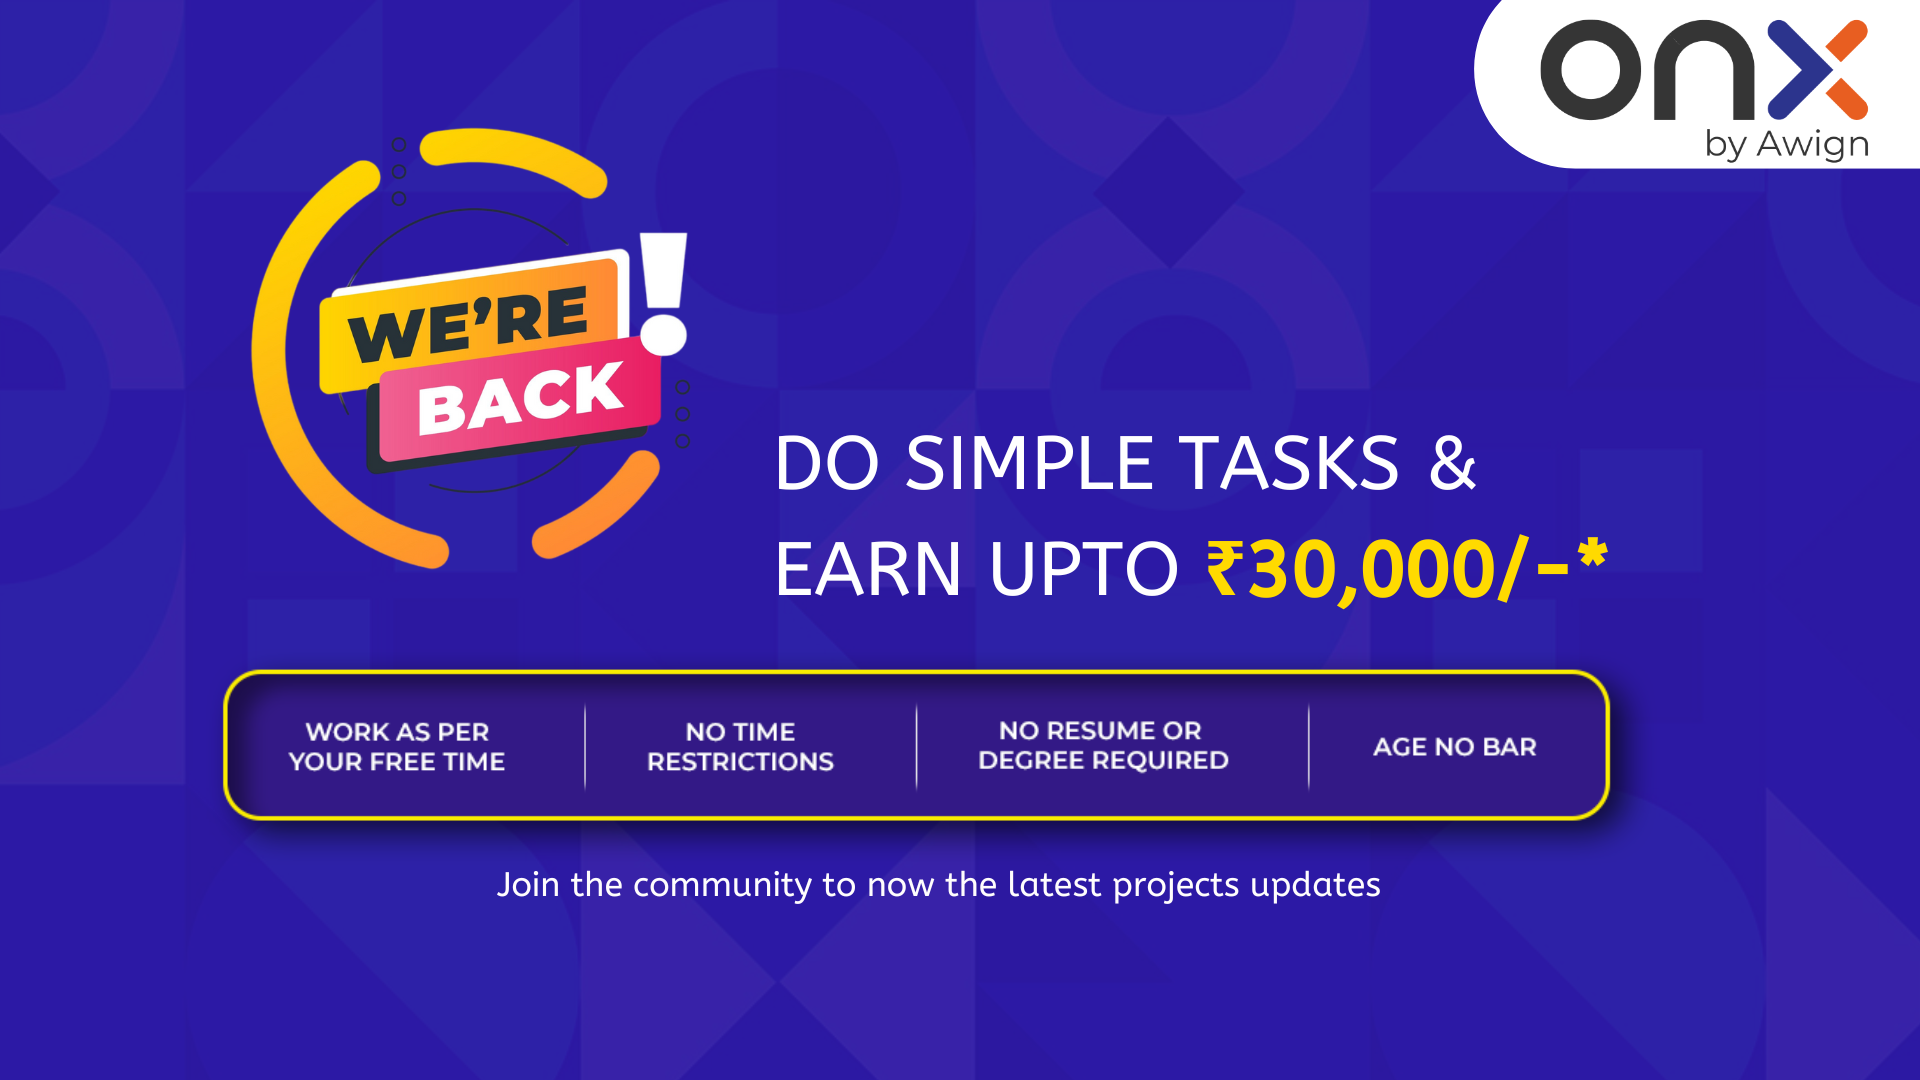 onx
by Awign
WE'RE
BACK!
DO SIMPLE TASKS &
EARN UPTO ₹30,000/-*
WORK AS PER
YOUR FREE TIME
NO TIME
RESTRICTIONS
NO RESUME OR
DEGREE REQUIRED
AGE NO BAR
Join the community to now the latest projects updates